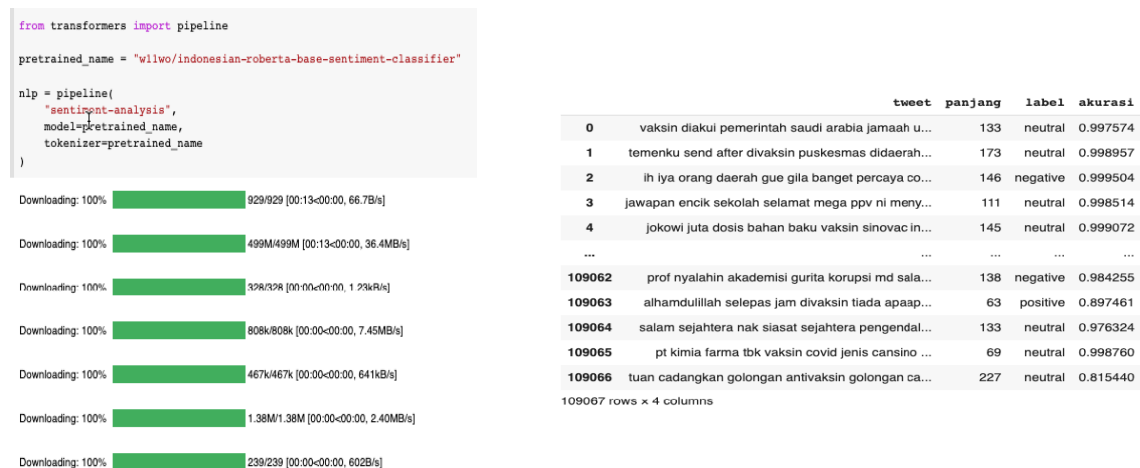 from transformers import pipeline
pretrained_name = "w11wo/indonesian-roberta-base-sentiment-classifier"
nlp = pipeline(
"sentiment-analysis",
model=pretrained_name,
tokenizer=pretrained_name
)
Downloading: 100% 929/929 [00:13<00:00, 66.7B/s]
Downloading: 100% 499M/499M [00:13<00:00, 36.4MB/s]
Downloading: 100% 328/328 [00:00<00:00, 1.23kB/s]
Downloading: 100% 808k/808k [00:00<00:00, 7.45MB/s]
Downloading: 100% 467k/467k [00:00<00:00, 641kB/s]
Downloading: 100% 1.38M/1.38M [00:00<00:00, 2.40MB/s]
Downloading: 100% 239/239 [00:00<00:00, 602B/s]
tweet panjang label akurasi
0 vaksin diakui pemerintah saudi arabia jamaah u... 133 neutral 0.997574
1 temenku send after divaksin puskesmas didaerah... 173 neutral 0.998957
2 ih iya orang daerah gue gila banget percaya co... 146 negative 0.999504
3 jawapan encik sekolah selamat mega ppv ni meny... 111 neutral 0.998514
4 jokowi juta dosis bahan baku vaksin sinovac in... 145 neutral 0.999072
... ... ... ... ...
109062 prof nyalahin akademisi gurita korupsi md sala... 138 negative 0.984255
109063 alhamdulillah selepas jam divaksin tiada apaap... 63 positive 0.897461
109064 salam sejahtera nak siasat sejahtera pengendal... 133 neutral 0.976324
109065 pt kimia farma tbk vaksin covid jenis cansino ... 69 neutral 0.998760
109066 tuan cadangkan golongan antivaksin golongan ca... 227 neutral 0.815440
109067 rows × 4 columns